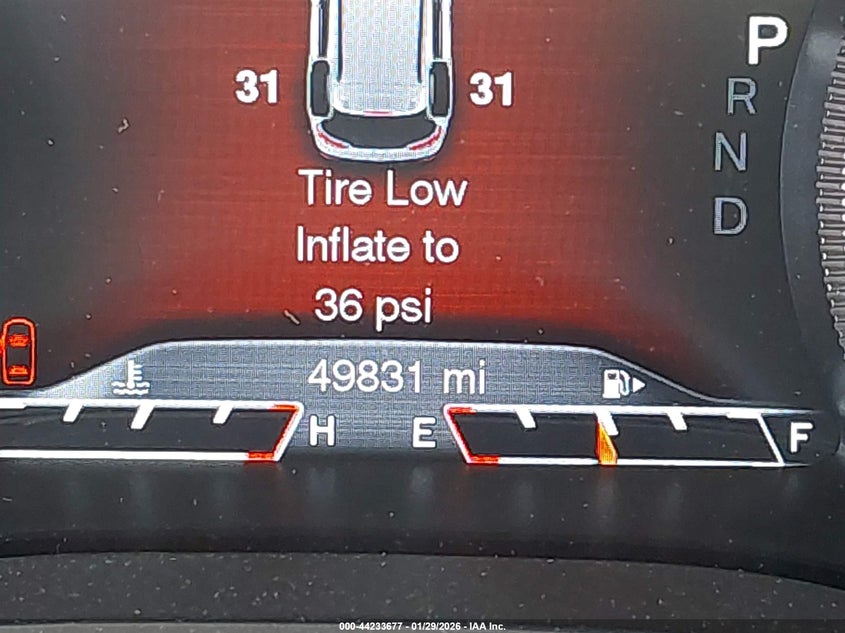 P
31 31
R
N
Tire Low
D
Inflate to
36 psi
49831 mi
H E F
000-44233677 - 01/29/2026 - IAA Inc.